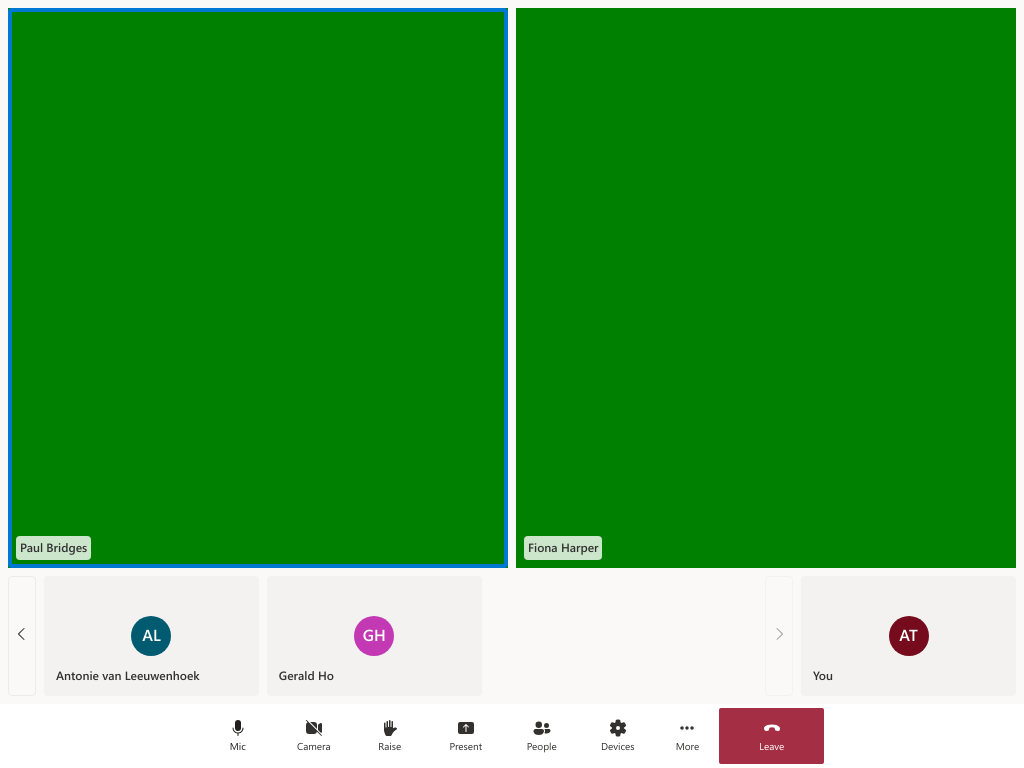 Paul Bridges
Fiona Harper
AL
GH
AT
Antonie van Leeuwenhoek
Gerald Ho
You
Mic
Camera
Raise
Present
People
Devices
More
Leave